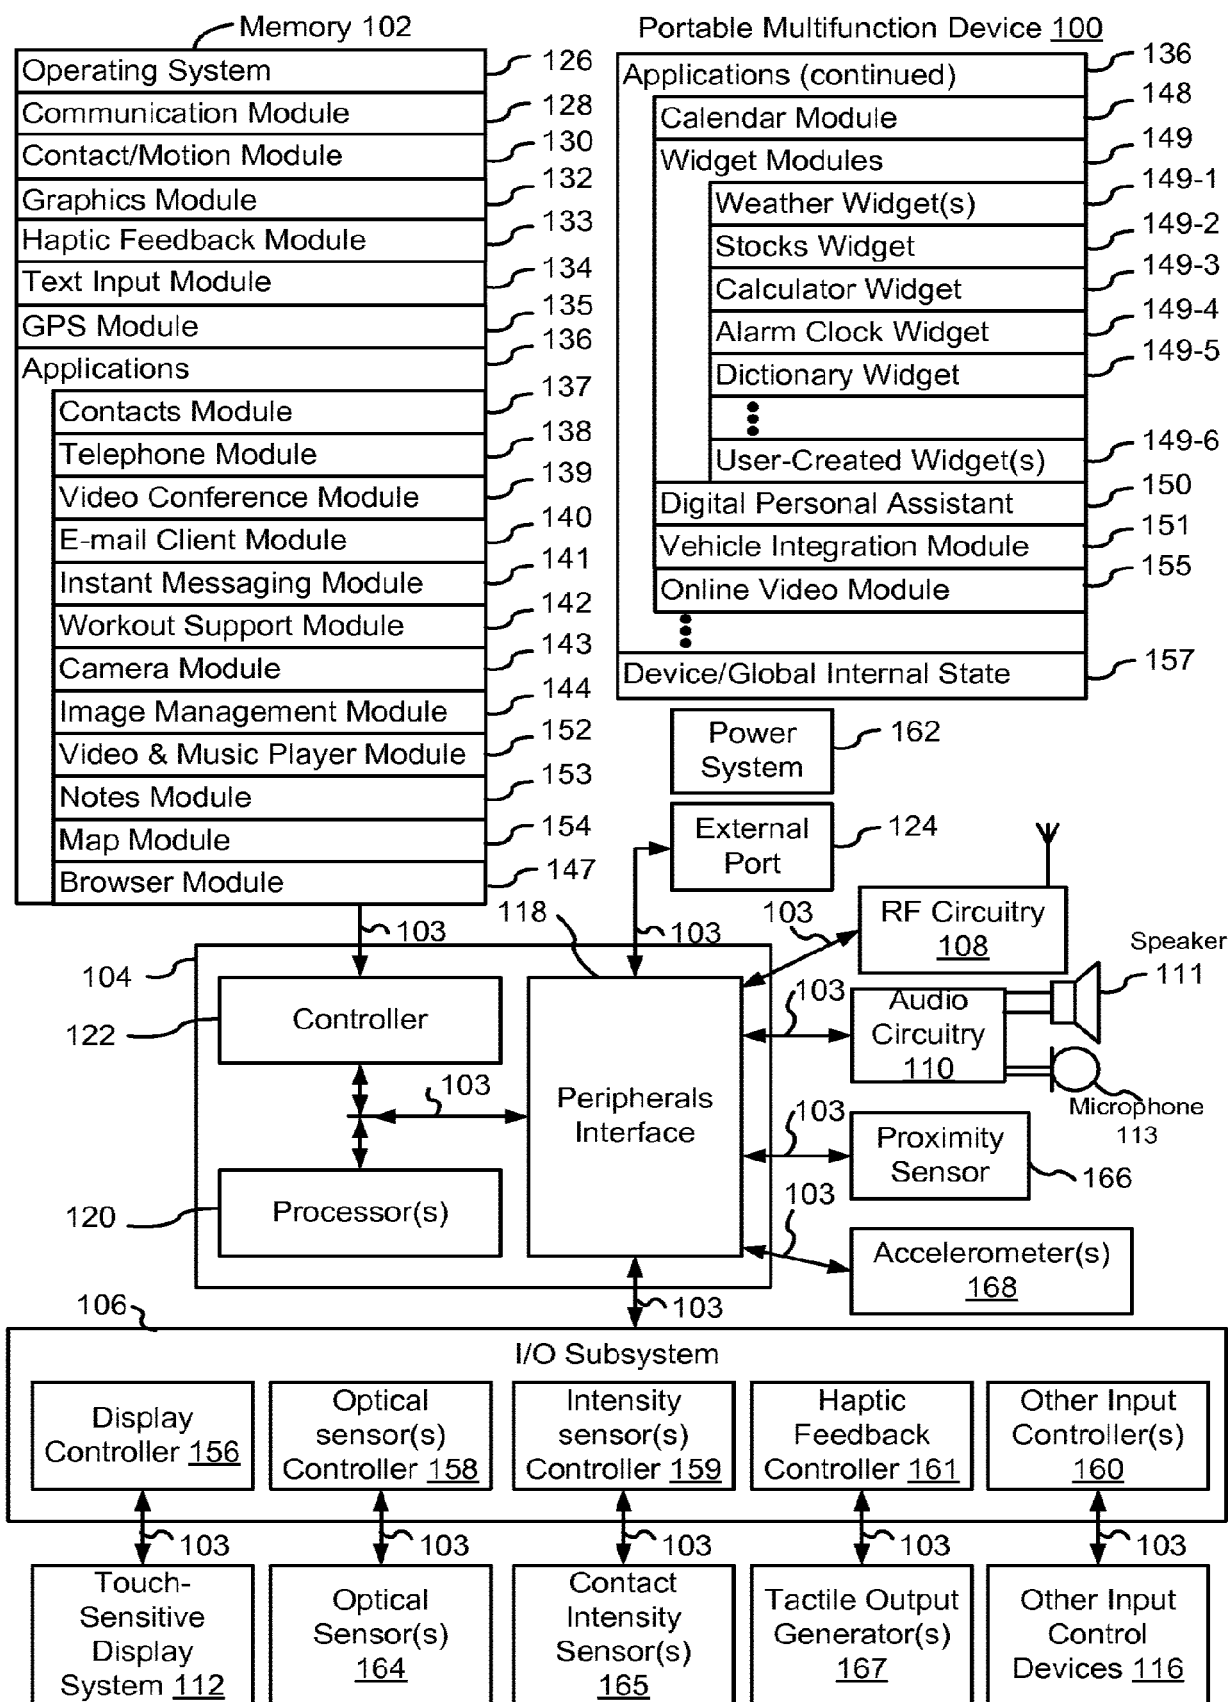 Memory 102
Operating System 126
Communication Module 128
Contact/Motion Module 130
Graphics Module 132
Haptic Feedback Module 133
Text Input Module 134
GPS Module 135
Applications 136
Contacts Module 137
Telephone Module 138
Video Conference Module 139
E-mail Client Module 140
Instant Messaging Module 141
Workout Support Module 142
Camera Module 143
Image Management Module 144
Video & Music Player Module 152
Notes Module 153
Map Module 154
Browser Module 147
Portable Multifunction Device 100
Applications (continued) 136
Calendar Module 148
Widget Modules 149
Weather Widget(s) 149-1
Stocks Widget 149-2
Calculator Widget 149-3
Alarm Clock Widget 149-4
Dictionary Widget 149-5
User-Created Widget(s) 149-6
Digital Personal Assistant 150
Vehicle Integration Module 151
Online Video Module 155
Device/Global Internal State 157
Power
System
162
External
Port
124
103
118
103
103
RF Circuitry
108
Speaker
111
104
122
Controller
103
Peripherals
Interface
103
Audio
Circuitry
110
Microphone
113
120
Processor(s)
103
Proximity
Sensor
166
103
Accelerometer(s)
168
103
106
I/O Subsystem
Display
Controller 156
Optical
sensor(s)
Controller 158
Intensity
sensor(s)
Controller 159
Haptic
Feedback
Controller 161
Other Input
Controller(s)
160
103
103
103
103
103
Touch-
Sensitive
Display
System 112
Optical
Sensor(s)
164
Contact
Intensity
Sensor(s)
165
Tactile Output
Generator(s)
167
Other Input
Control
Devices 116